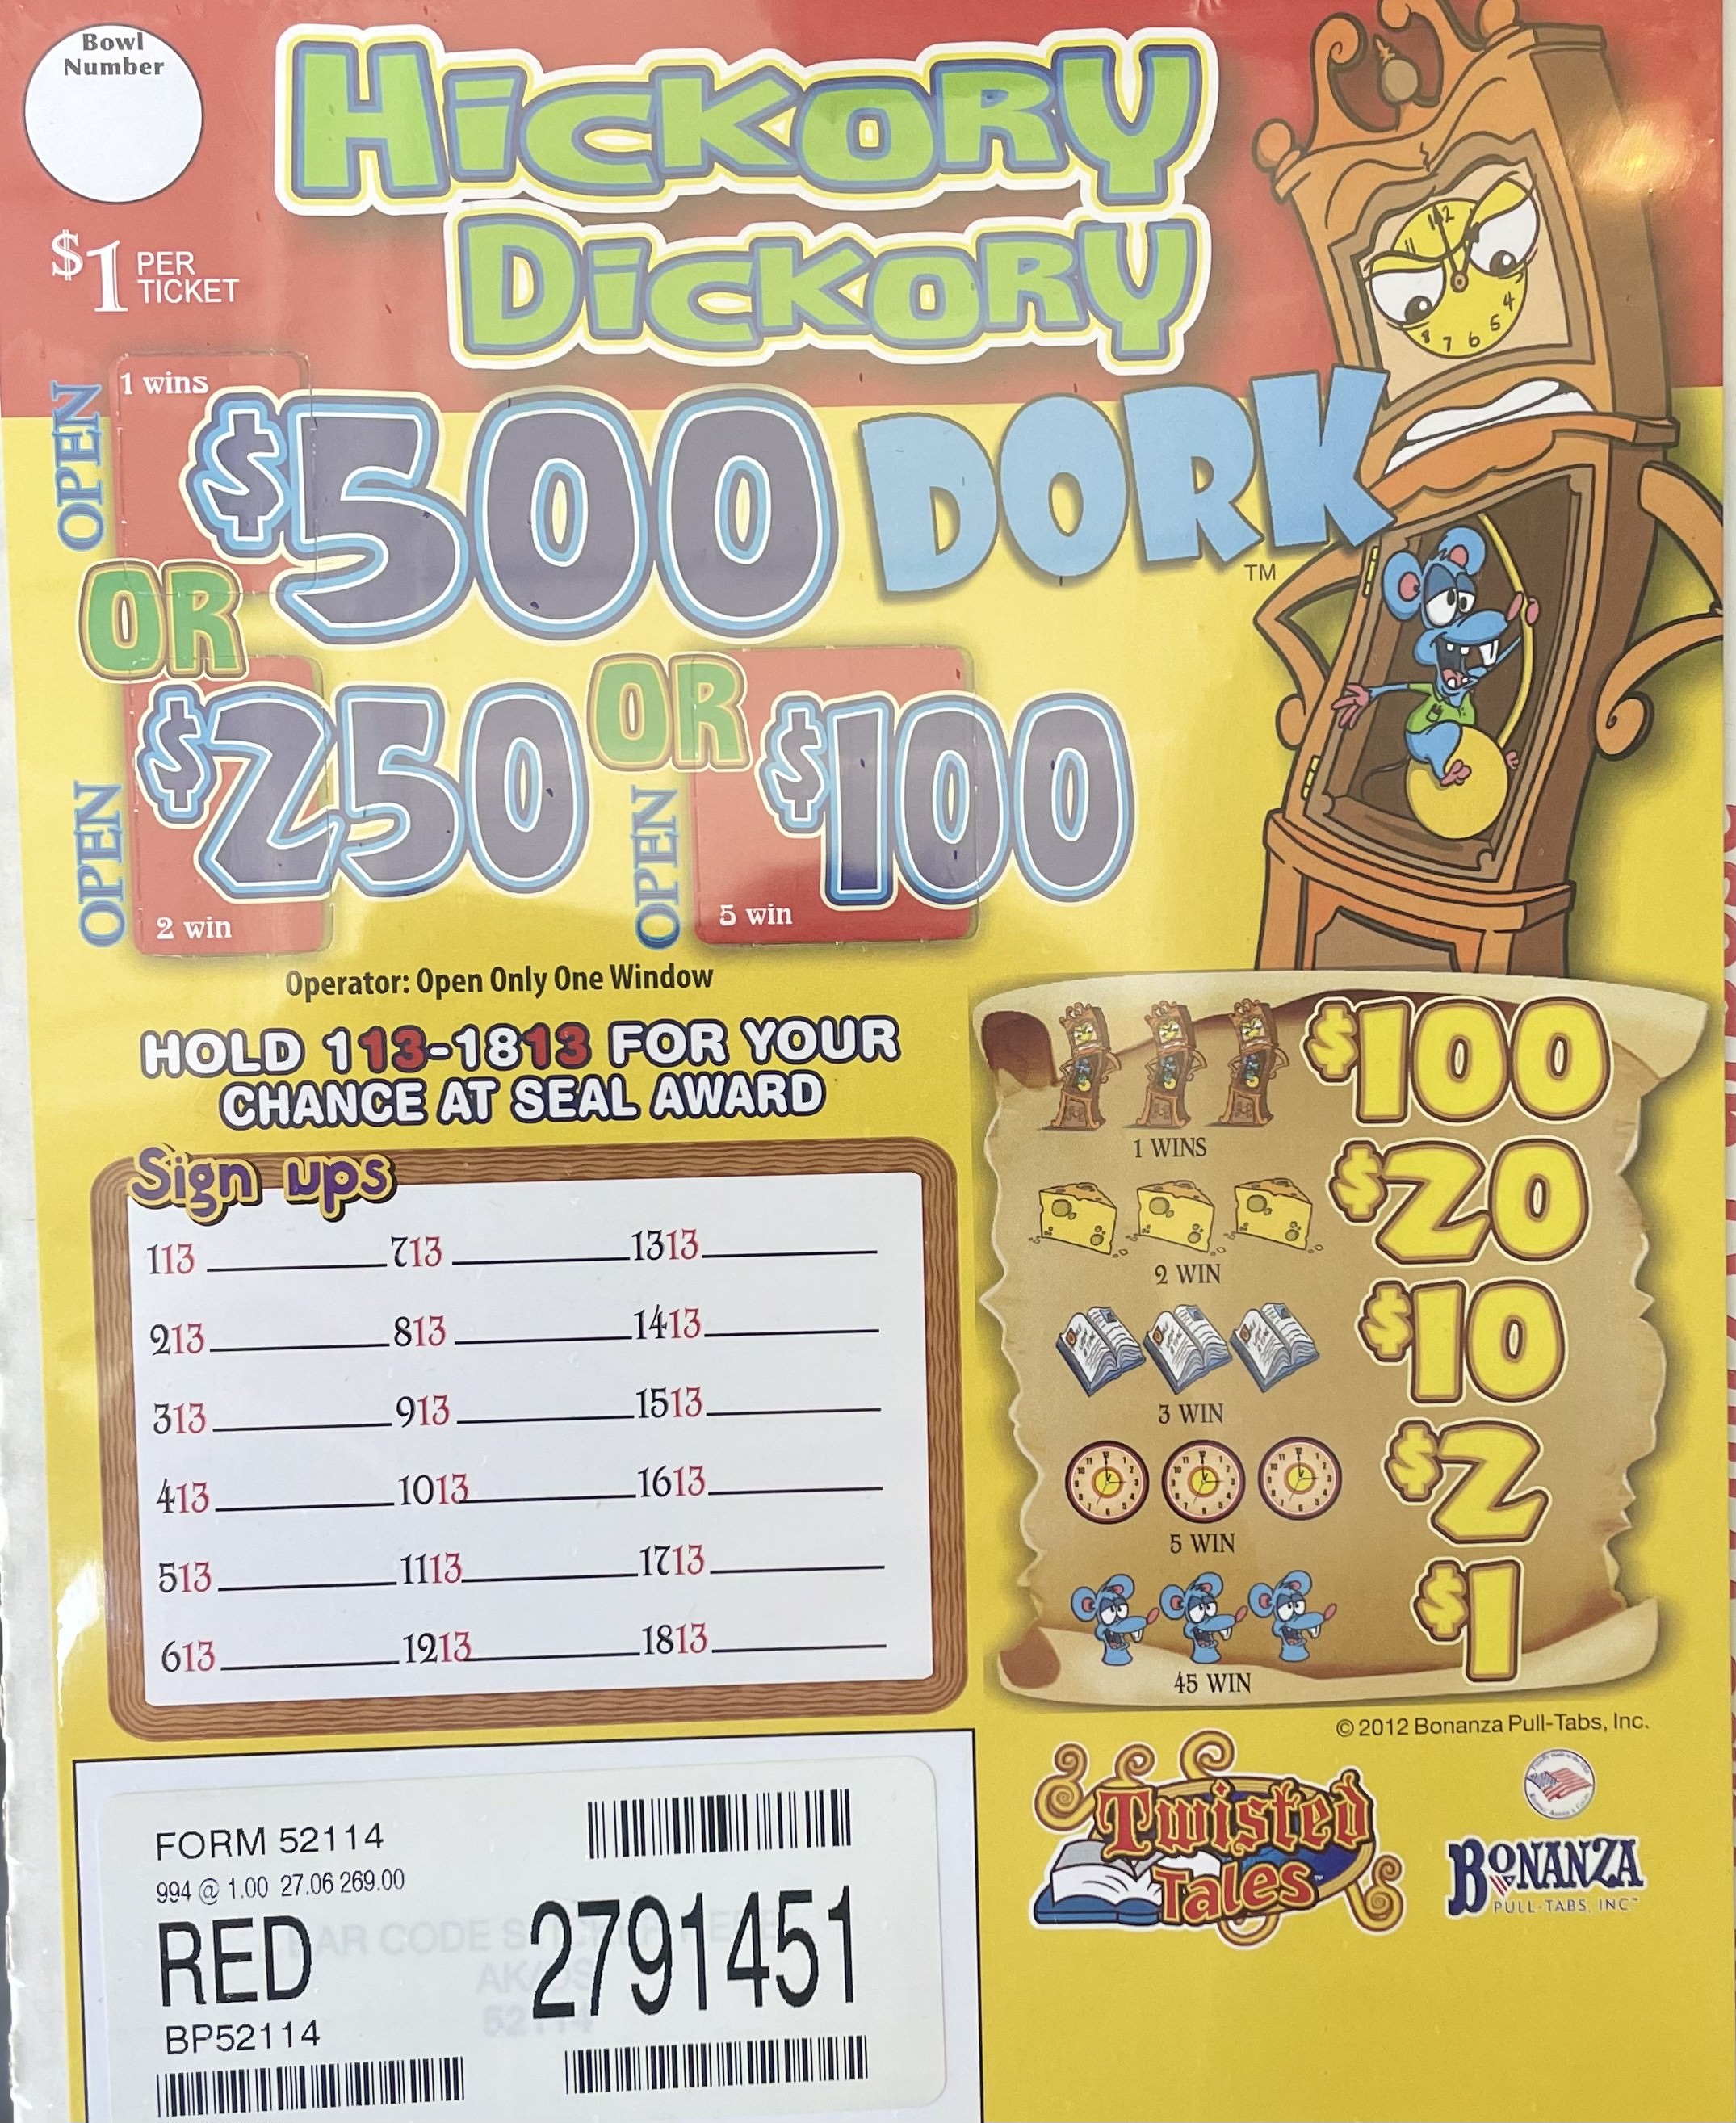 Bowl
Number
HICKORY
DICKORY
DORK
TM
$1 PER
TICKET
OPEN
1 wins
$500
OR
OPEN
$250
2 win
OR
OPEN
$100
5 win
Operator: Open Only One Window
HOLD 113-1813 FOR YOUR
CHANCE AT SEAL AWARD
Sign ups
113 713 1313
213 813 1413
313 913 1513
413 1013 1613
513 1113 1713
613 1213 1813
$100
1 WINS
$20
2 WIN
$10
3 WIN
$2
5 WIN
$1
45 WIN
© 2012 Bonanza Pull-Tabs, Inc.
Twisted
Tales
BONANZA
PULL-TABS, INC
FORM 52114
994 @ 1.00 27.06 269.00
RED 2791451
BP52114